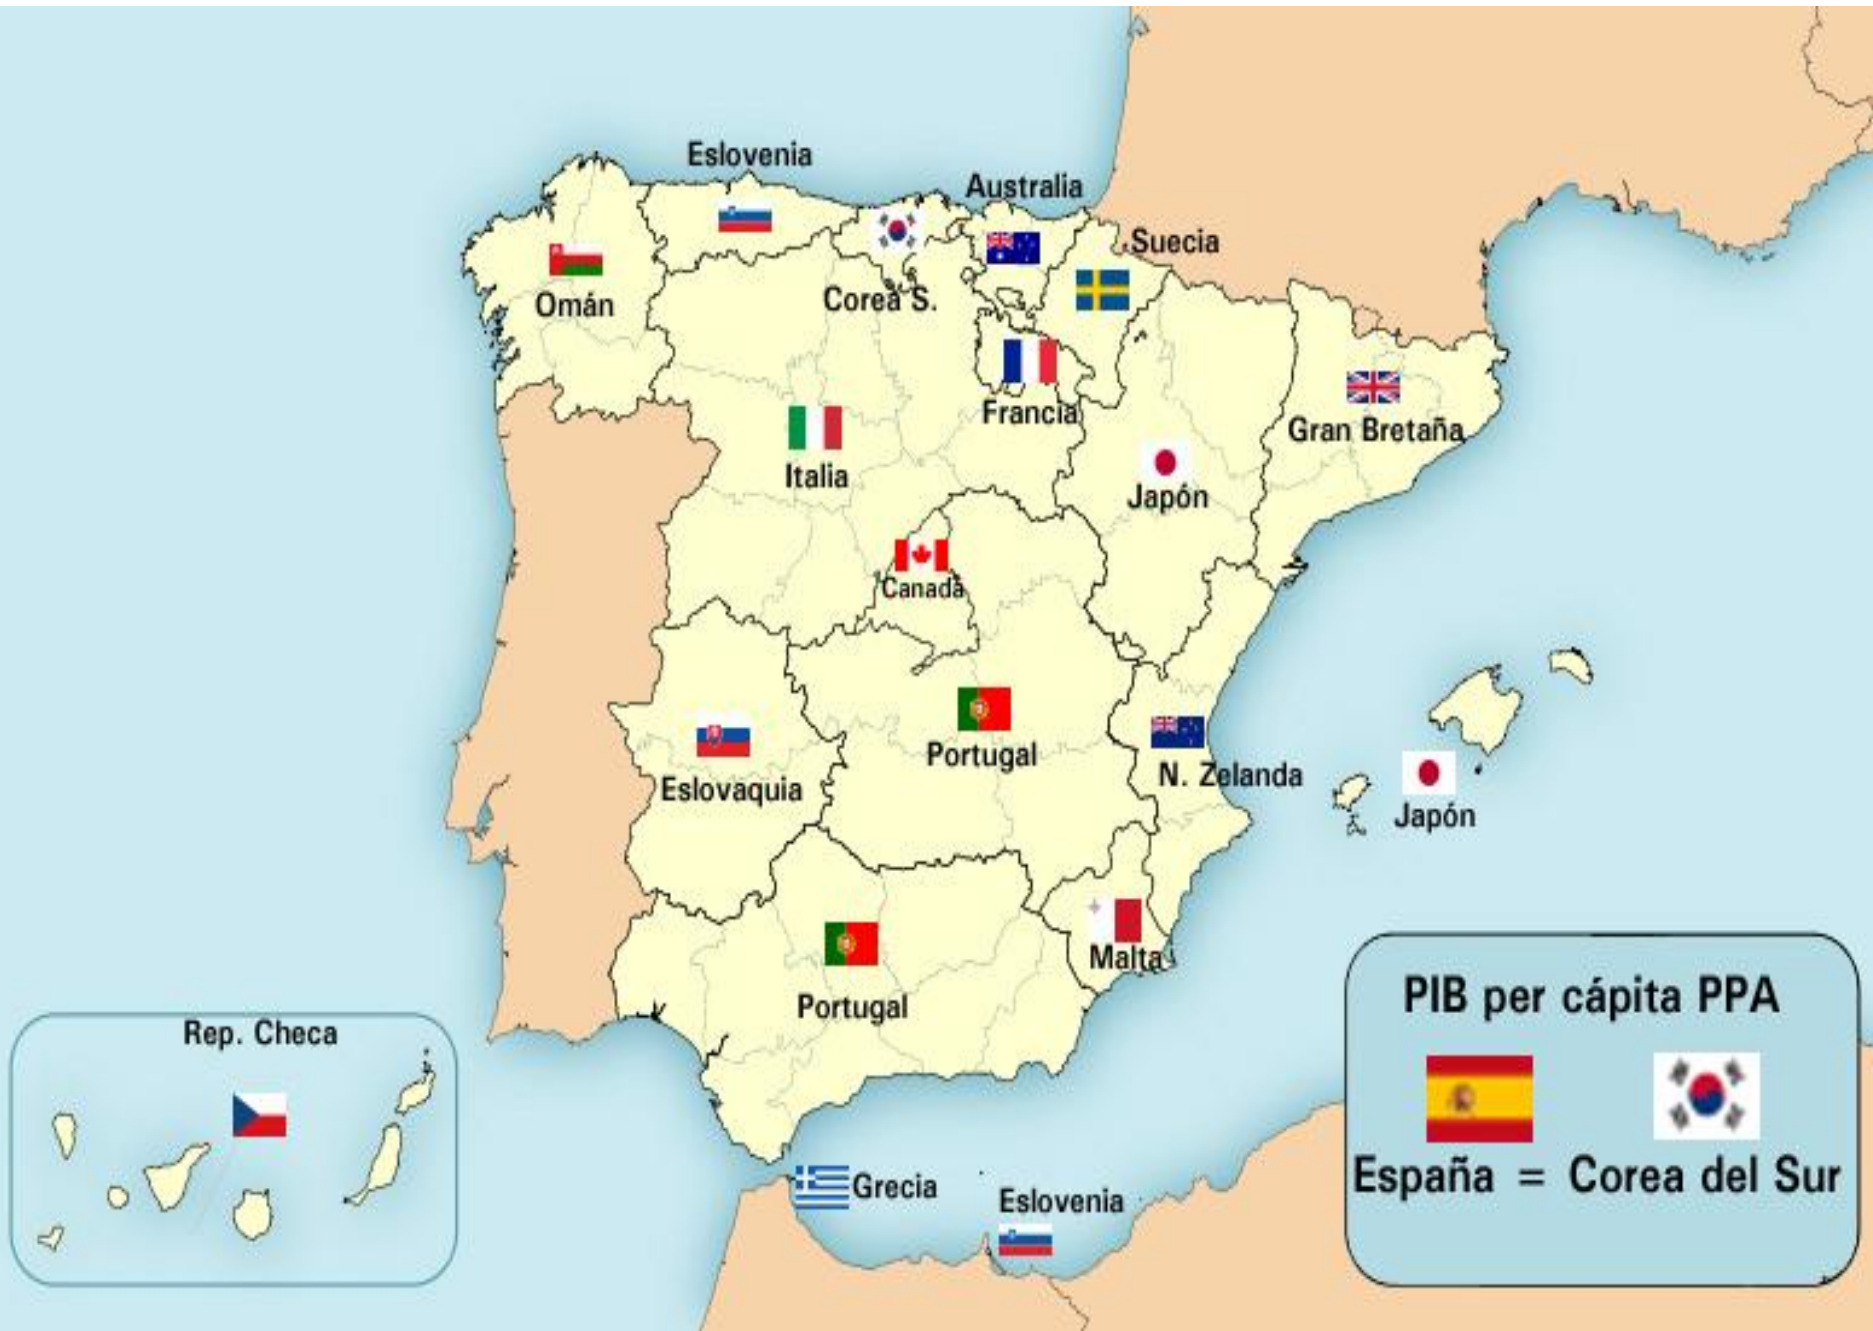 Eslovenia
Australia
Suecia
Omán
Corea S.
Francia
Gran Bretaña
Italia
Japón
Canadá
Portugal
Eslovaquia
N. Zelanda
Japón
Malta
Portugal
Rep. Checa
Grecia
Eslovenia
PIB per cápita PPA
España = Corea del Sur